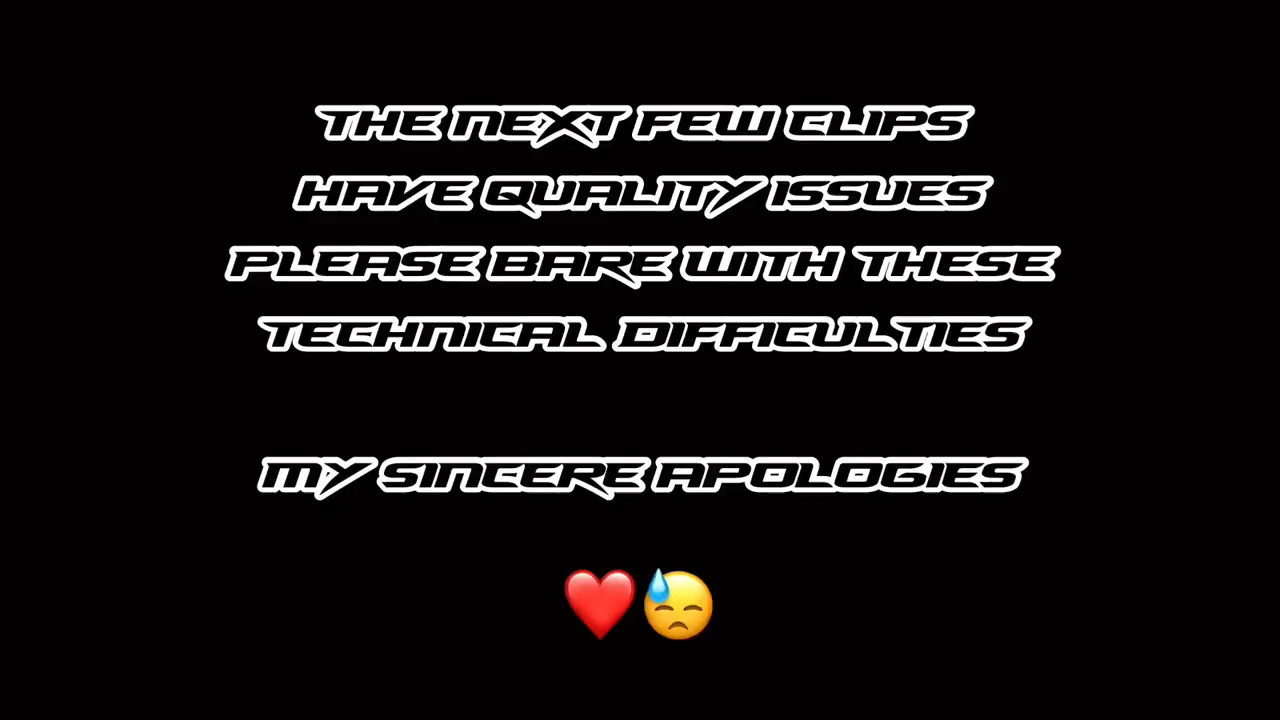 THE NEXT FEW CLIPS
HAVE QUALITY ISSUES
PLEASE BARE WITH THESE
TECHNICAL DIFFICULTIES
MY SINCERE APOLOGIES
❤️😓